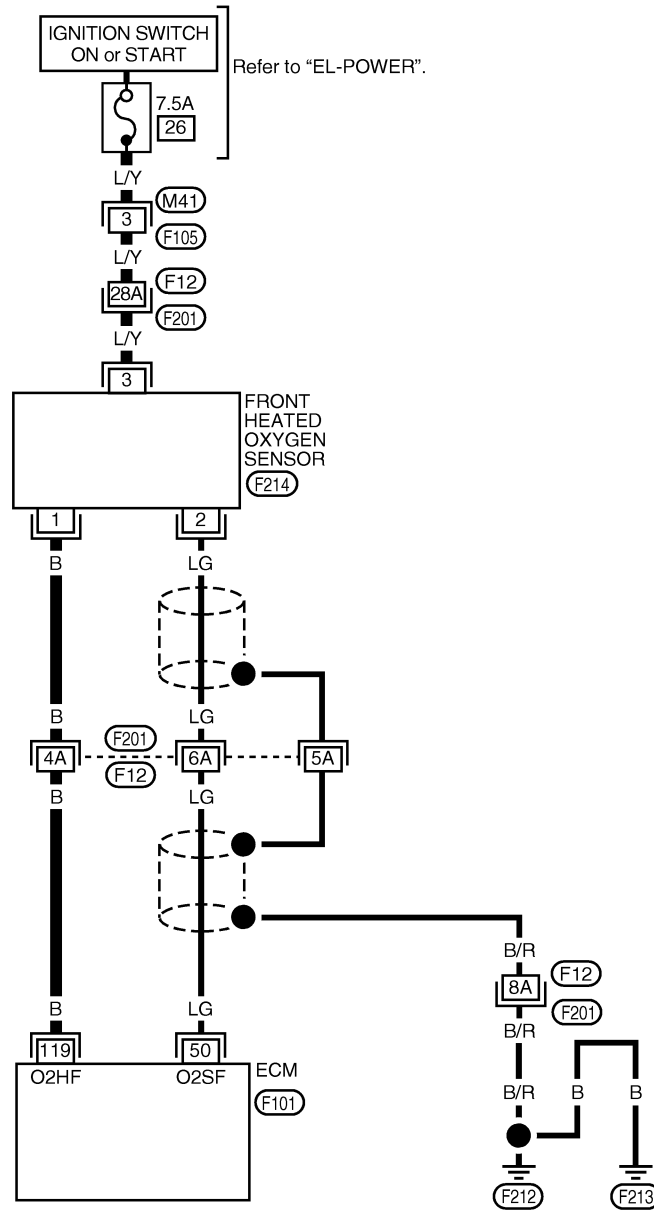 IGNITION SWITCH
ON or START
Refer to “EL-POWER”.
7.5A
26
L/Y
M41
3
F105
L/Y
F12
28A
F201
L/Y
3
FRONT
HEATED
OXYGEN
SENSOR
F214
1
2
B
LG
B
LG
F201
4A
6A
5A
F12
B
LG
B/R
F12
8A
F201
B
LG
B/R
119
50
ECM
O2HF
O2SF
F101
B/R
B
B
F212
F213